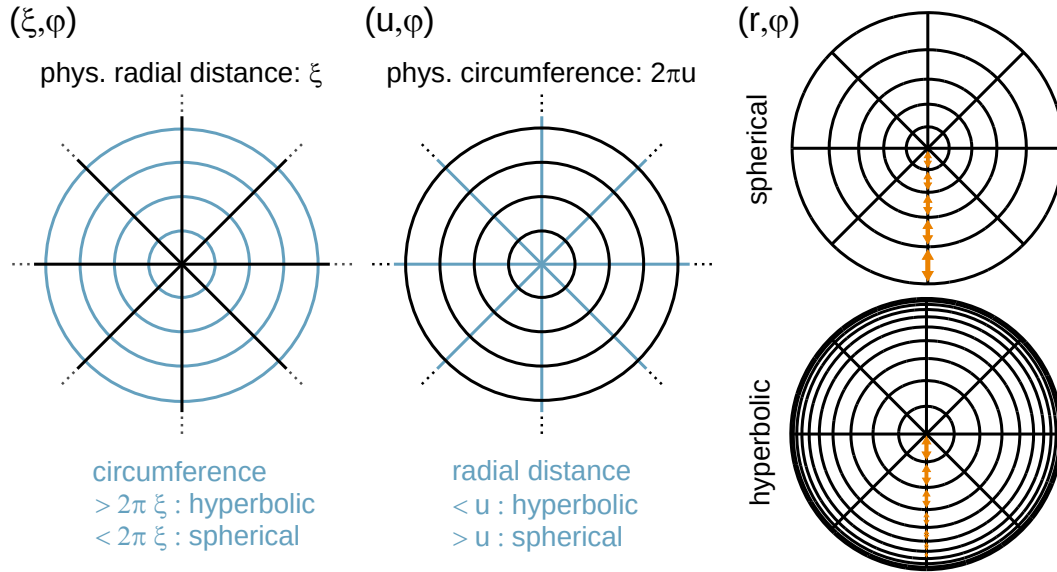 (ξ,φ)
phys. radial distance: ξ
circumference
> 2π ξ : hyperbolic
< 2π ξ : spherical
(u,φ)
phys. circumference: 2πu
radial distance
< u : hyperbolic
> u : spherical
(r,φ)
spherical
hyperbolic